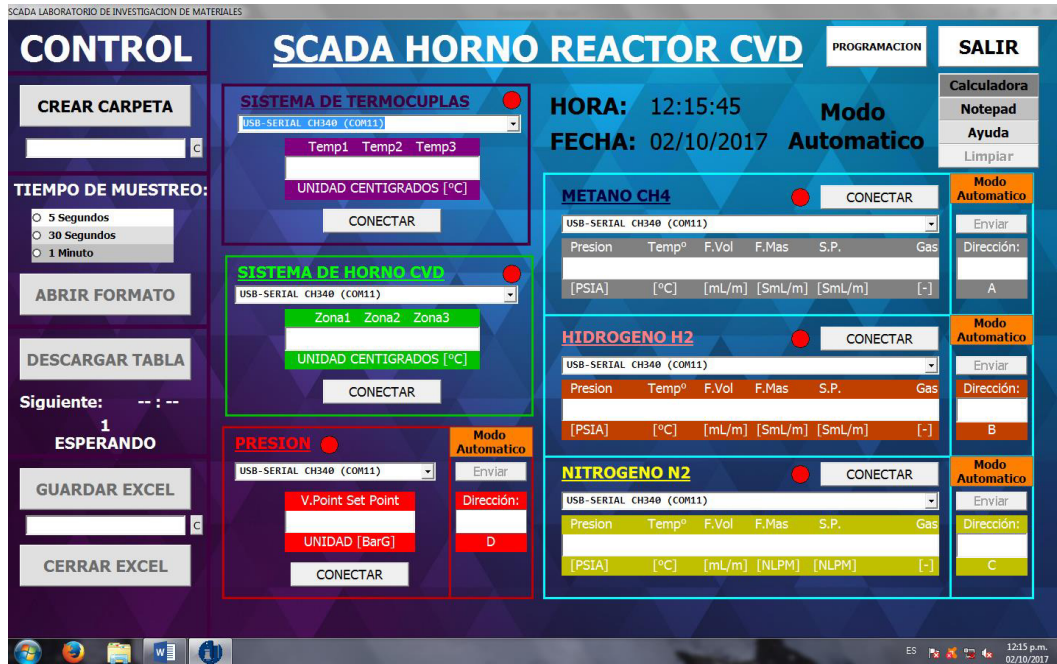 SCADA LABORATORIO DE INVESTIGACION DE MATERIALES
CONTROL
CREAR CARPETA
C
TIEMPO DE MUESTREO:
5 Segundos
30 Segundos
1 Minuto
ABRIR FORMATO
DESCARGAR TABLA
Siguiente: -- : --
1
ESPERANDO
GUARDAR EXCEL
C
CERRAR EXCEL
SCADA HORNO REACTOR CVD
PROGRAMACION
SALIR
Calculadora
Notepad
Ayuda
Limpiar
HORA: 12:15:45
FECHA: 02/10/2017
Modo
Automatico
SISTEMA DE TERMOCUPLAS
USB-SERIAL CH340 (COM11)
Temp1 Temp2 Temp3
UNIDAD CENTIGRADOS [ºC]
CONECTAR
SISTEMA DE HORNO CVD
USB-SERIAL CH340 (COM11)
Zona1 Zona2 Zona3
UNIDAD CENTIGRADOS [ºC]
CONECTAR
PRESION
Modo
Automatico
USB-SERIAL CH340 (COM11)
Enviar
V.Point Set Point
Dirección:
UNIDAD [BarG]
D
CONECTAR
METANO CH4
CONECTAR
Modo
Automatico
USB-SERIAL CH340 (COM11)
Enviar
Presion Tempº F.Vol F.Mas S.P. Gas
Dirección:
[PSIA] [ºC] [mL/m] [SmL/m] [SmL/m] [-]
A
HIDROGENO H2
CONECTAR
Modo
Automatico
USB-SERIAL CH340 (COM11)
Enviar
Presion Tempº F.Vol F.Mas S.P. Gas
Dirección:
[PSIA] [ºC] [mL/m] [SmL/m] [SmL/m] [-]
B
NITROGENO N2
CONECTAR
Modo
Automatico
USB-SERIAL CH340 (COM11)
Enviar
Presion Tempº F.Vol F.Mas S.P. Gas
Dirección:
[PSIA] [ºC] [mL/m] [NLPM] [NLPM] [-]
C
ES
12:15 p.m.
02/10/2017